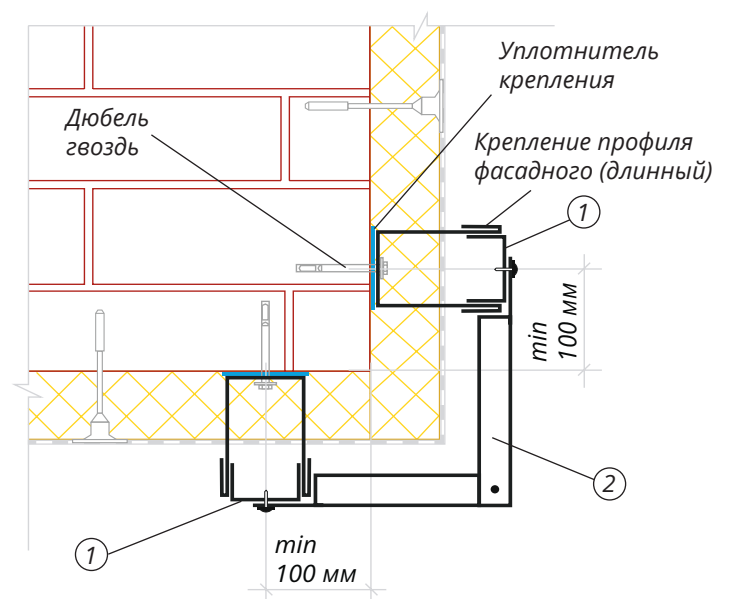 Уплотнитель
крепления
Дюбель
гвоздь
Крепление профиля
фасадного (длинный)
1
min
100 мм
2
1
min
100 мм